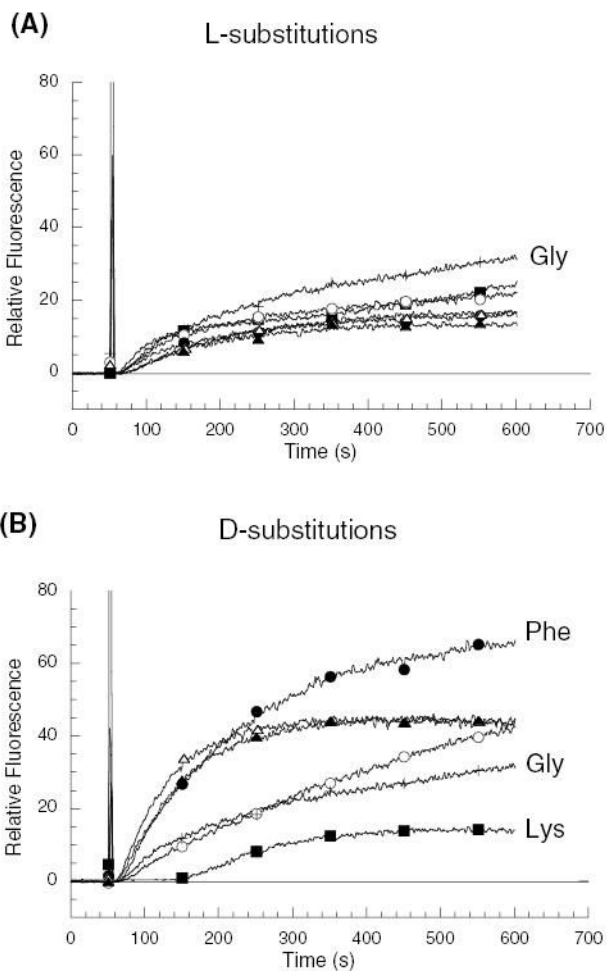 (A)
L-substitutions
80
60
40
20
0
Relative Fluorescence
Gly
0 100 200 300 400 500 600 700
Time (s)
(B)
D-substitutions
80
60
40
20
0
Relative Fluorescence
Phe
Gly
Lys
0 100 200 300 400 500 600 700
Time (s)